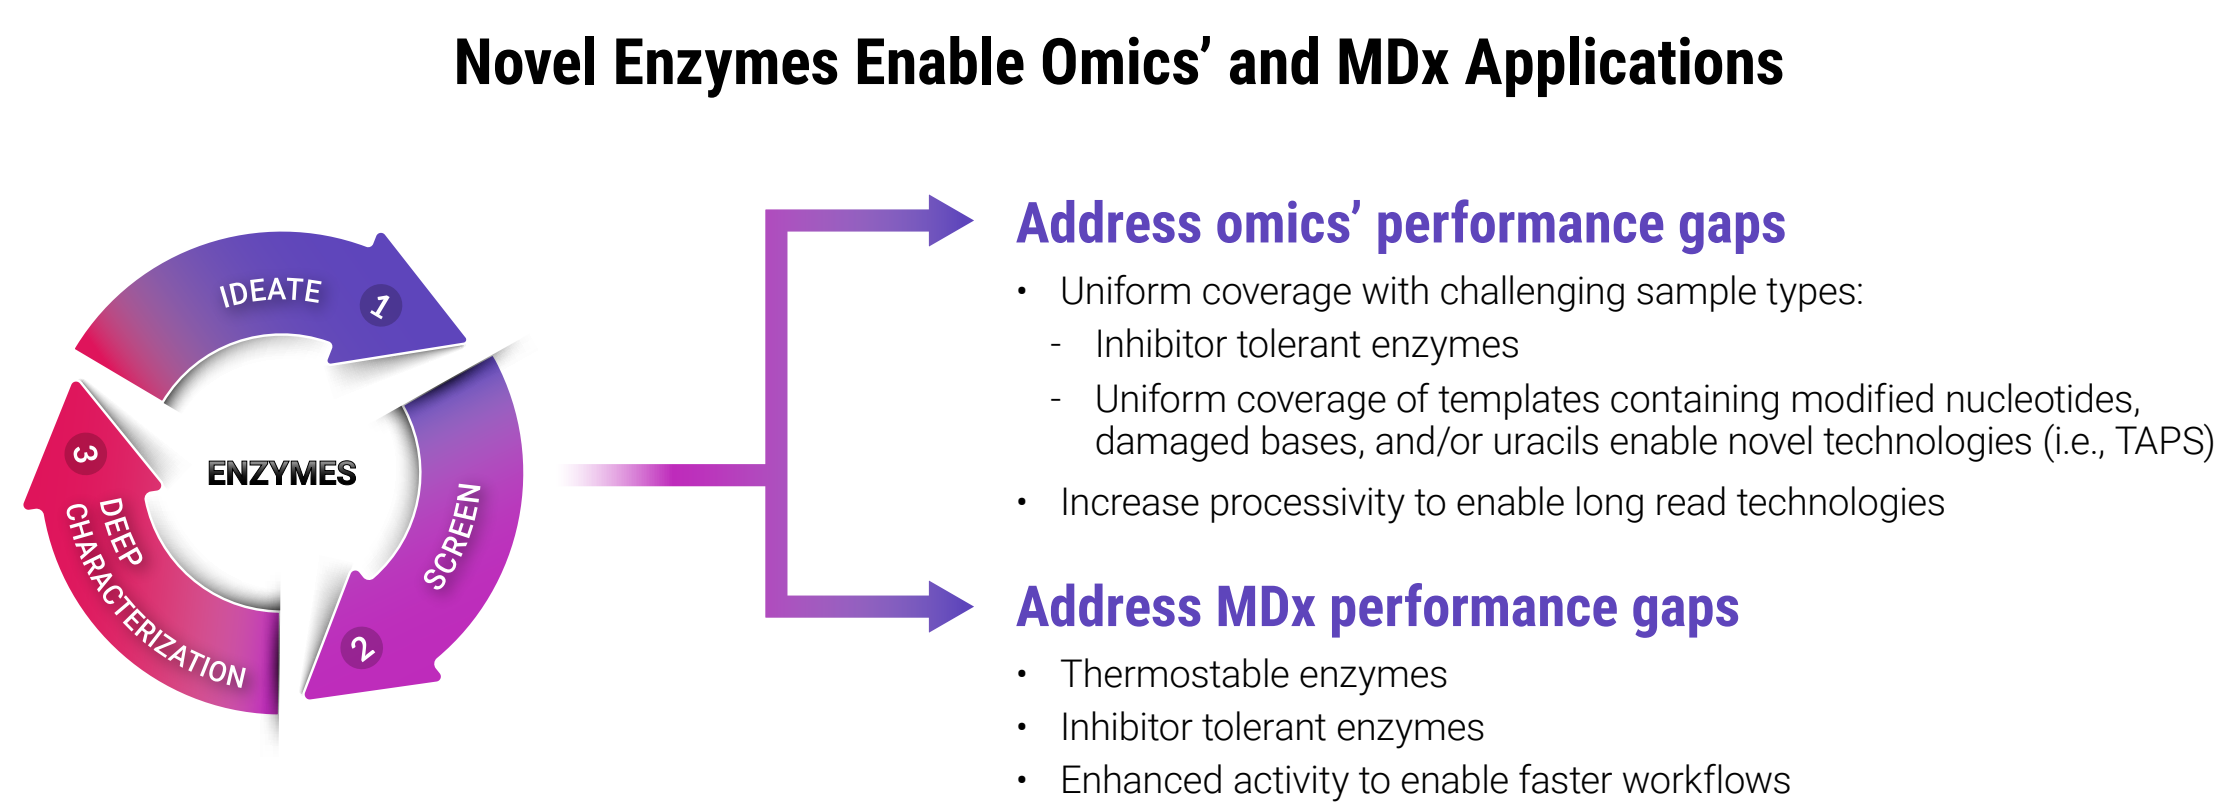 Novel Enzymes Enable Omics’ and MDx Applications
IDEATE 1
SCREEN
2
3
DEEP
CHARACTERIZATION
ENZYMES
Address omics’ performance gaps
• Uniform coverage with challenging sample types:
- Inhibitor tolerant enzymes
- Uniform coverage of templates containing modified nucleotides,
damaged bases, and/or uracils enable novel technologies (i.e., TAPS)
• Increase processivity to enable long read technologies
Address MDx performance gaps
• Thermostable enzymes
• Inhibitor tolerant enzymes
• Enhanced activity to enable faster workflows